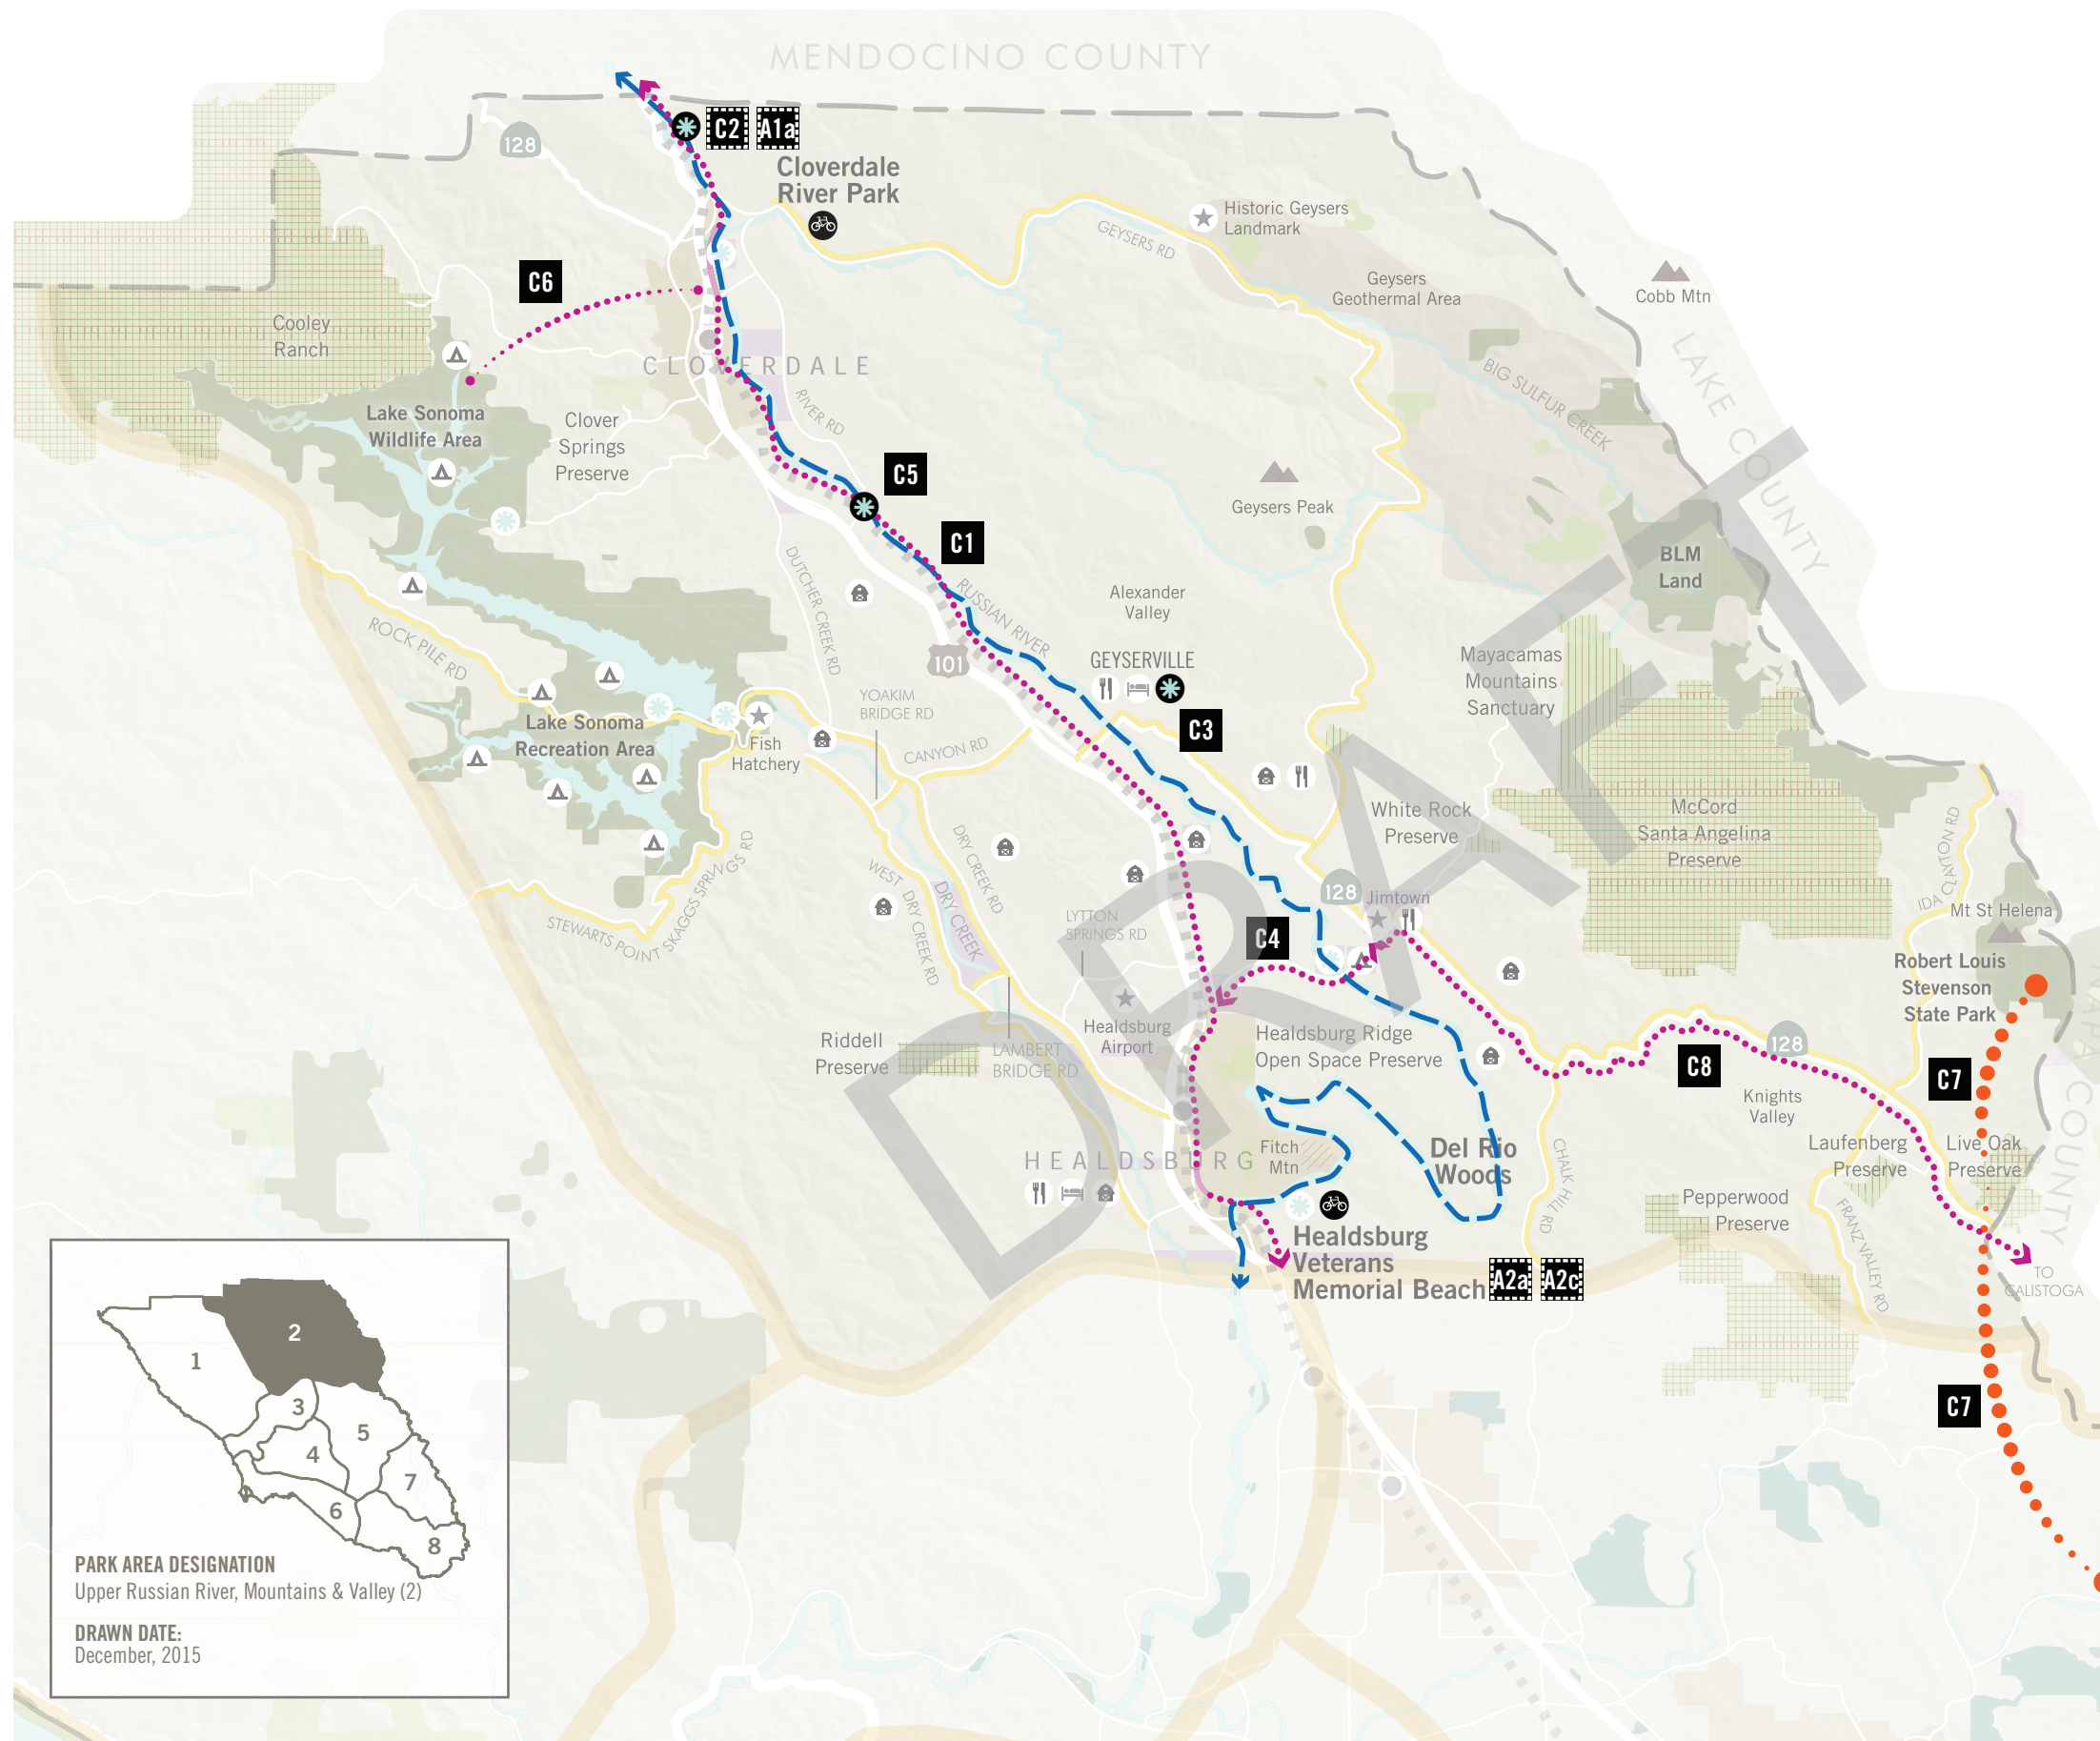 MENDOCINO COUNTY
128
C2
A1a
Cloverdale
River Park
Historic Geysers
Landmark
GEYSERS RD
Geysers
Geothermal Area
Cobb Mtn
C6
Cooley
Ranch
CLOVERDALE
LAKE COUNTY
BIG SULFUR CREEK
RIVER RD
Lake Sonoma
Wildlife Area
Clover
Springs
Preserve
C5
Geysers Peak
C1
BLM
Land
DUTCHER CREEK RD
RUSSIAN RIVER
Alexander
Valley
ROCK PILE RD
101
GEYSERVILLE
Mayacamas
Mountains
Sanctuary
YOAKIM
BRIDGE RD
C3
Lake Sonoma
Recreation Area
Fish
Hatchery
CANYON RD
White Rock
Preserve
McCord
Santa Angelina
Preserve
STEWARTS POINT SKAGGS SPRINGS RD
WEST DRY CREEK RD
DRY CREEK
DRY CREEK RD
LYTTON
SPRINGS RD
128
Jimtown
IDA CLAYTON RD
Mt St Helena
C4
Robert Louis
Stevenson
State Park
Riddell
Preserve
LAMBERT
BRIDGE RD
Healdsburg
Airport
Healdsburg Ridge
Open Space Preserve
128
C8
C7
Knights
Valley
COUNTY
HEALDSBURG
Fitch
Mtn
Del Rio
Woods
CHALK HILL RD
Laufenberg
Preserve
Live Oak
Preserve
Pepperwood
Preserve
FRANZ VALLEY RD
Healdsburg
Veterans
Memorial Beach
A2a
A2c
TO
CALISTOGA
C7
DRAFT
1
2
3
4
5
6
7
8
PARK AREA DESIGNATION
Upper Russian River, Mountains & Valley (2)
DRAWN DATE:
December, 2015